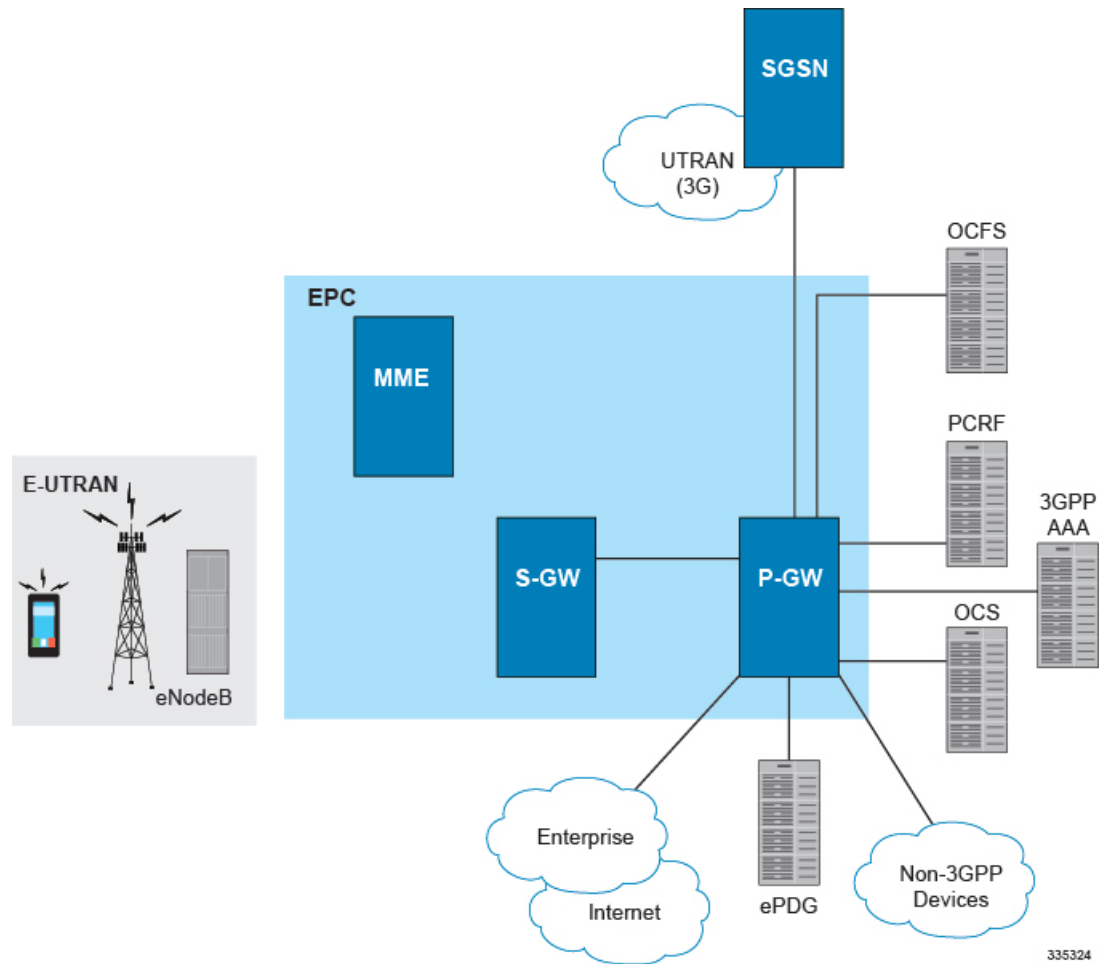 SGSN
UTRAN
(3G)
OCFS
EPC
MME
PCRF
E-UTRAN
3GPP
AAA
S-GW
P-GW
OCS
eNodeB
Enterprise
Internet
ePDG
Non-3GPP
Devices
335324